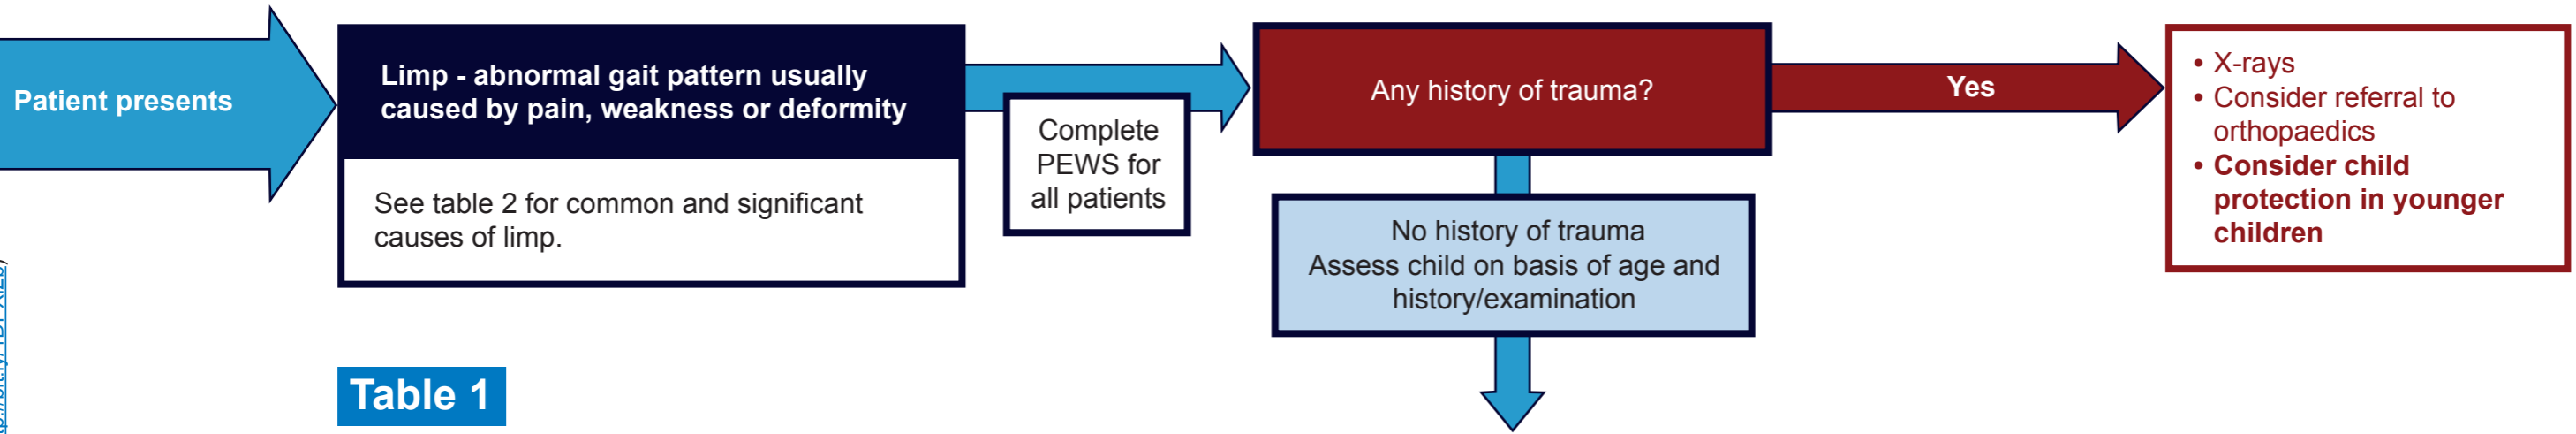 Patient presents
Limp - abnormal gait pattern usually
caused by pain, weakness or deformity
See table 2 for common and significant
causes of limp.
Complete
PEWS for
all patients
Any history of trauma?
Yes
• X-rays
• Consider referral to
orthopaedics
• Consider child
protection in younger
children
No history of trauma
Assess child on basis of age and
history/examination
Table 1